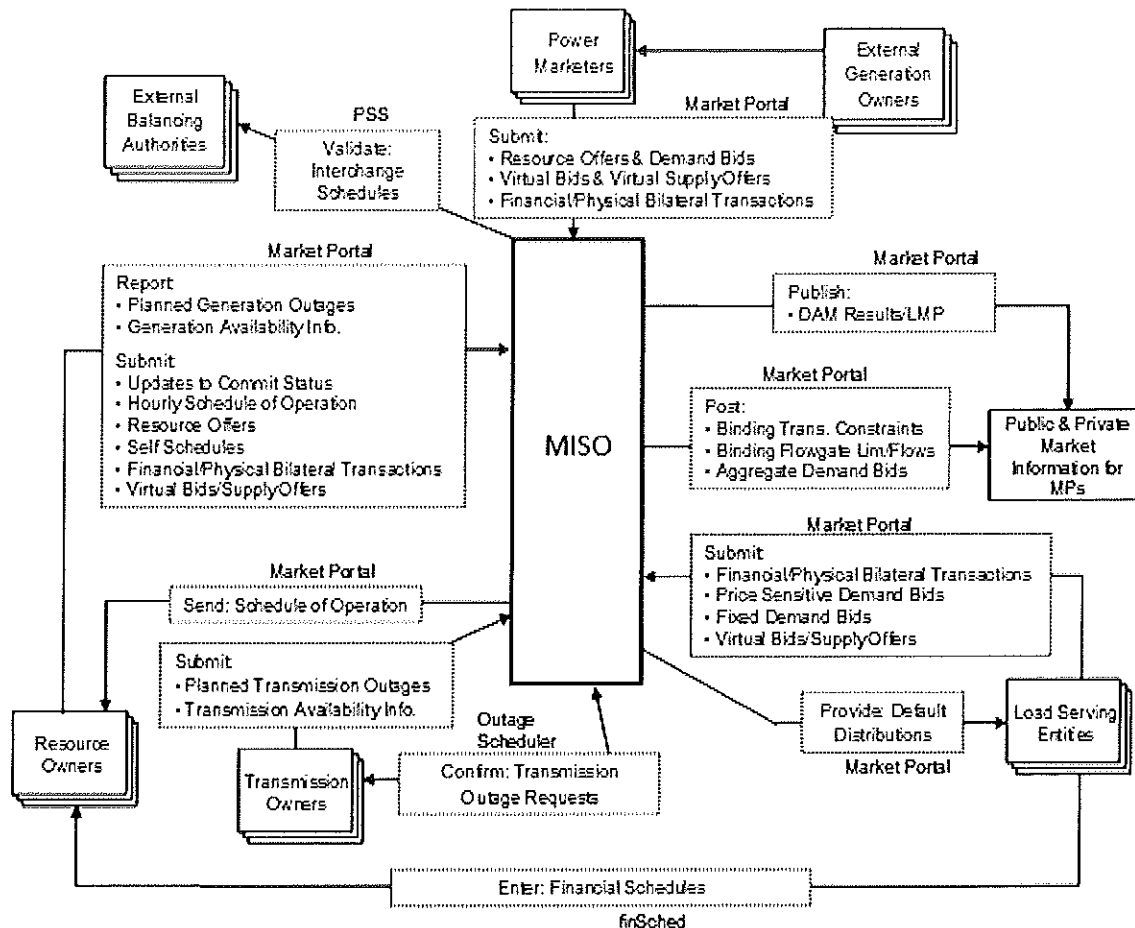 Power
Marketers
External
Generation
Owners
External
Balancing
Authorities
PSS
Validate:
Interchange
Schedules
Market Portal
Submit:
• Resource Offers & Demand Bids
• Virtual Bids & Virtual Supply Offers
• Financial/Physical Bilateral Transactions
Market Portal
Report:
• Planned Generation Outages
• Generation Availability Info.
Submit:
• Updates to Commit Status
• Hourly Schedule of Operation
• Resource Offers
• Self Schedules
• Financial/Physical Bilateral Transactions
• Virtual Bids/Supply Offers
MISO
Market Portal
Publish:
• DAM Results/LMP
Market Portal
Post:
• Binding Trans. Constraints
• Binding Flowgate Lim/Flows
• Aggregate Demand Bids
Public & Private
Market
Information for
MPs
Market Portal
Submit:
• Financial/Physical Bilateral Transactions
• Price Sensitive Demand Bids
• Fixed Demand Bids
• Virtual Bids/Supply Offers
Market Portal
Send: Schedule of Operation
Submit:
• Planned Transmission Outages
• Transmission Availability Info.
Resource
Owners
Transmission
Owners
Outage
Scheduler
Confirm: Transmission
Outage Requests
Provide: Default
Distributions
Market Portal
Load Serving
Entities
Enter: Financial Schedules
finSched